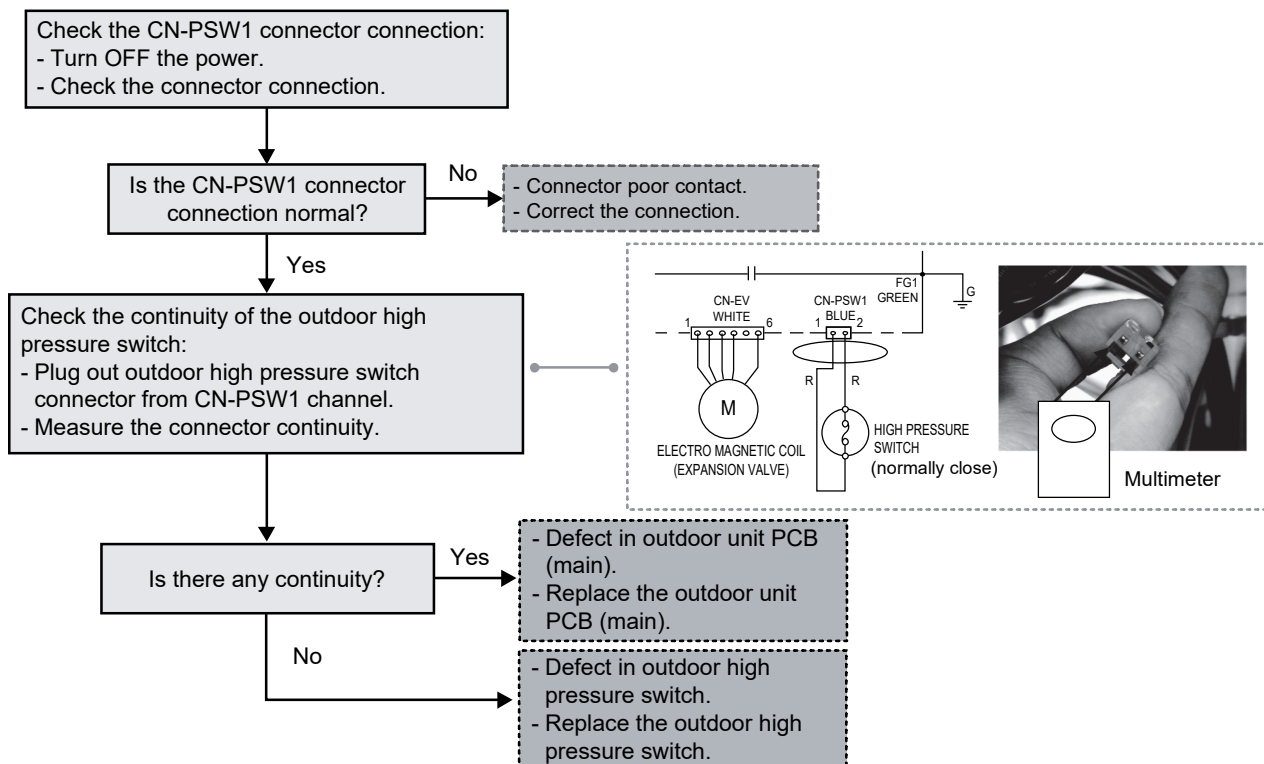 Check the CN-PSW1 connector connection:
- Turn OFF the power.
- Check the connector connection.
Is the CN-PSW1 connector
connection normal?
No
- Connector poor contact.
- Correct the connection.
Yes
Check the continuity of the outdoor high
pressure switch:
- Plug out outdoor high pressure switch
connector from CN-PSW1 channel.
- Measure the connector continuity.
FG1
GREEN
G
CN-EV
WHITE
1
6
CN-PSW1
BLUE
1
2
R
R
M
ELECTRO MAGNETIC COIL
(EXPANSION VALVE)
HIGH PRESSURE
SWITCH
(normally close)
Multimeter
Is there any continuity?
Yes
- Defect in outdoor unit PCB
(main).
- Replace the outdoor unit
PCB (main).
No
- Defect in outdoor high
pressure switch.
- Replace the outdoor high
pressure switch.